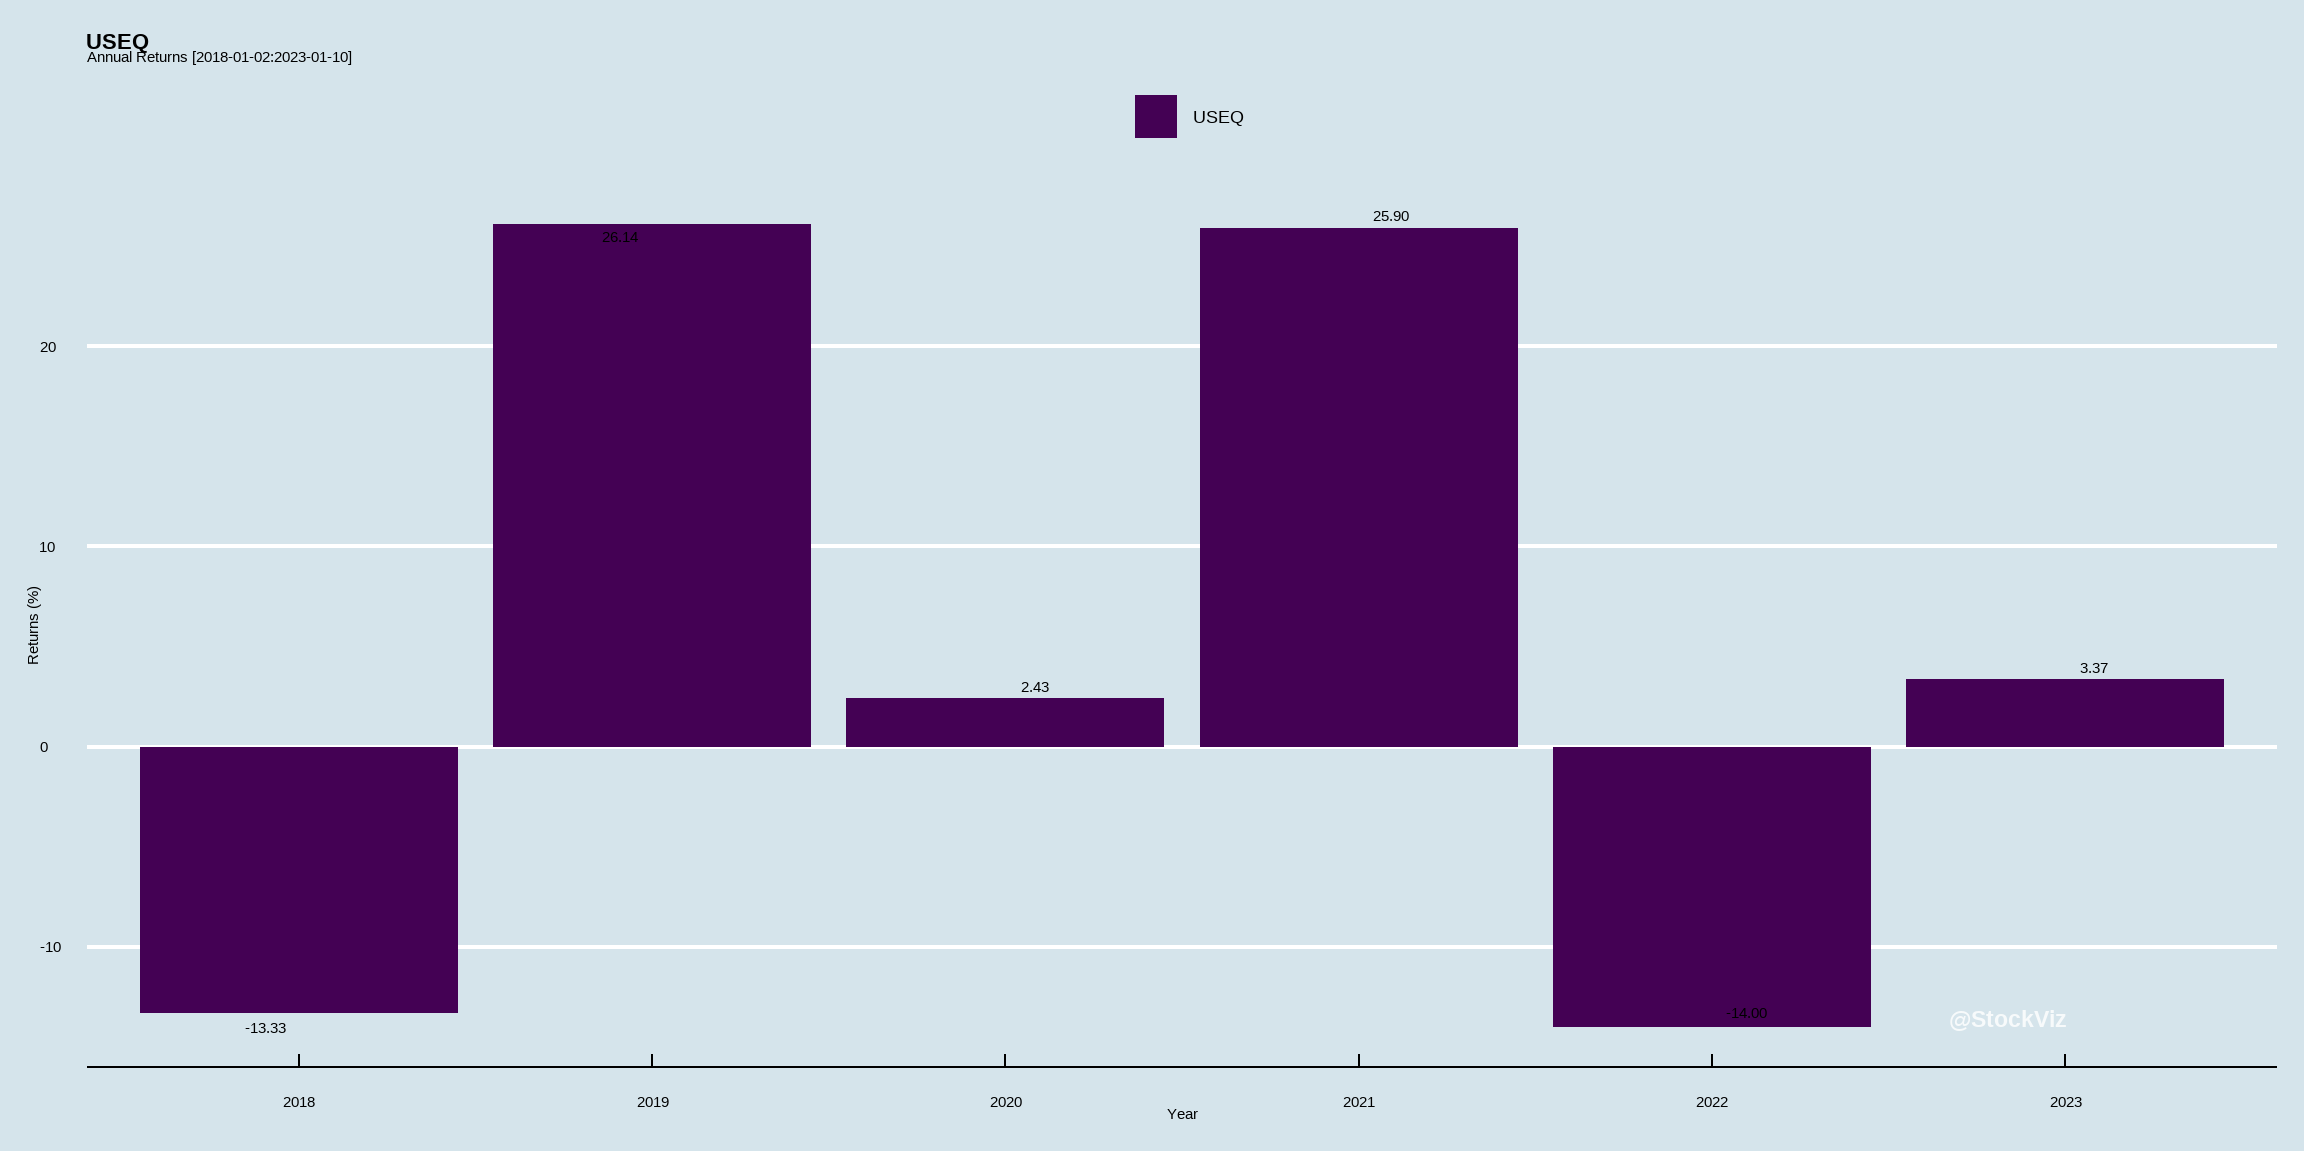 USEQ
Annual Returns [2018-01-02:2023-01-10]
USEQ
25.90
26.14
20
10
Returns (%)
3.37
2.43
0
-10
-14.00
@StockViz
-13.33
2018 2019 2020 2021 2022 2023
Year